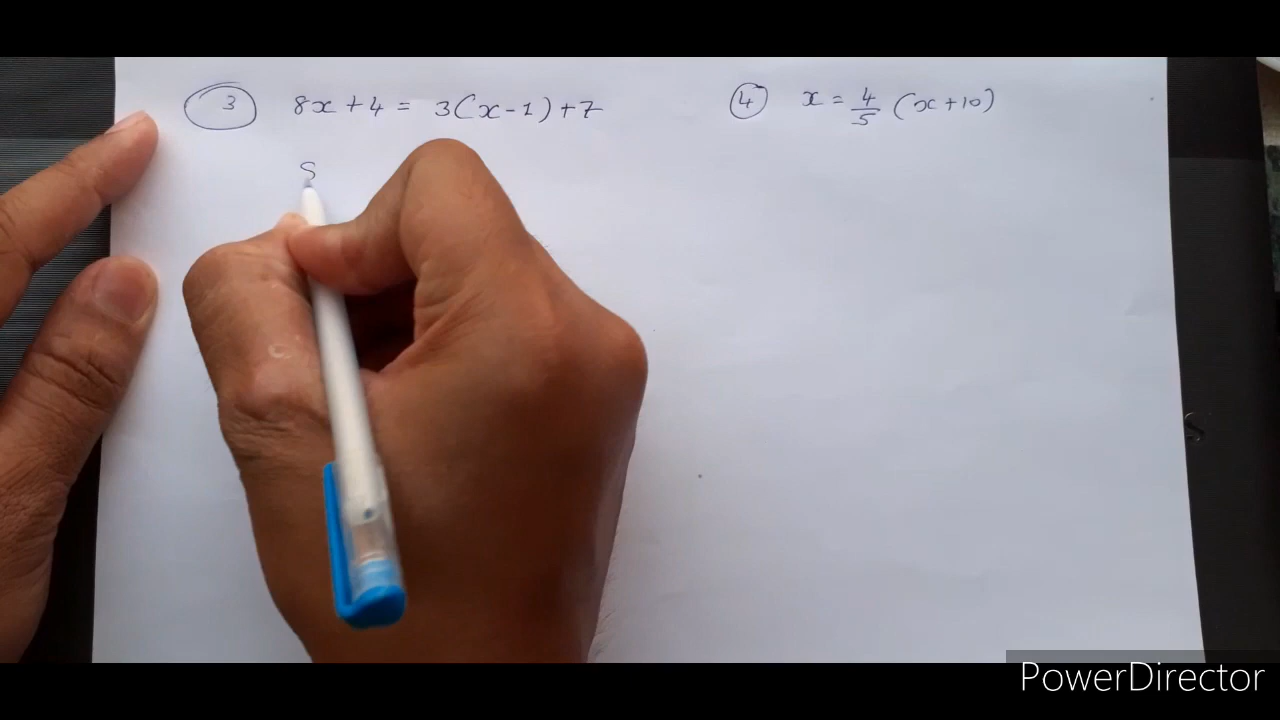 3 8x + 4 = 3(x - 1) + 7
4 x = 4/5 (x + 10)
PowerDirector